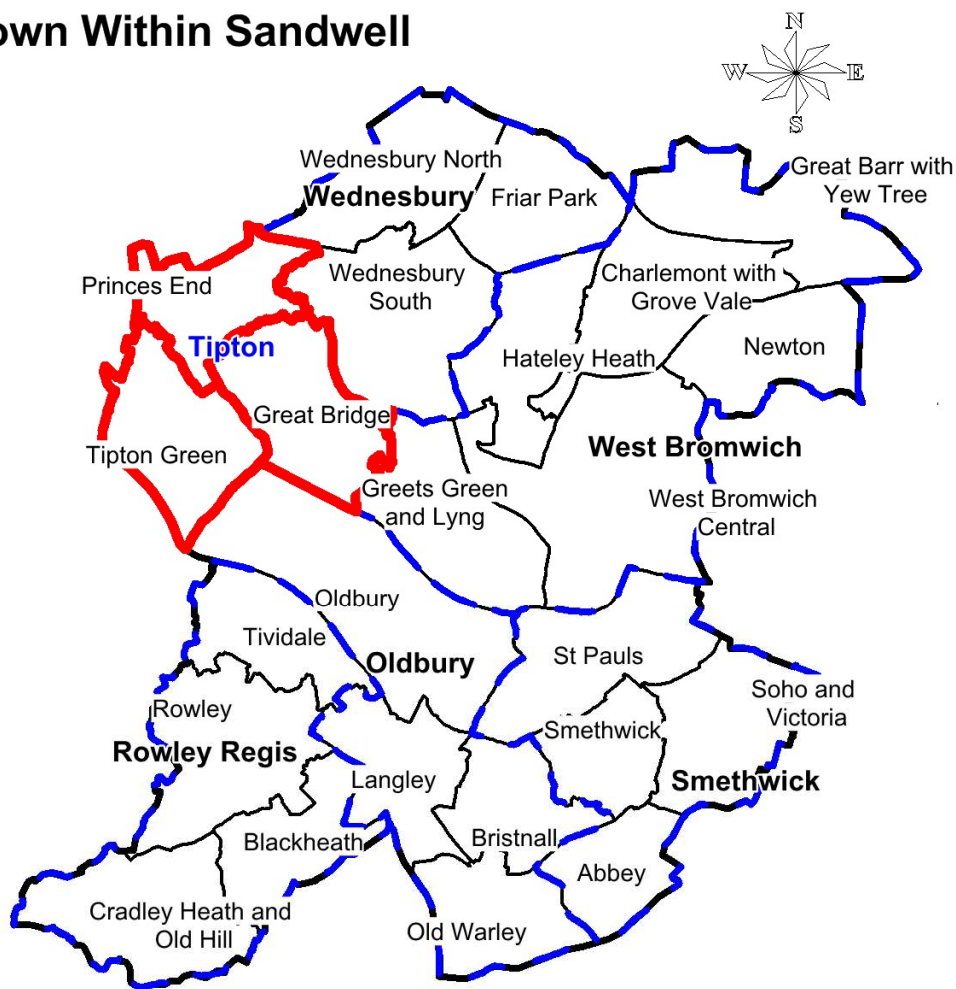 own Within Sandwell
N
W E
S
Wednesbury North
Wednesbury
Friar Park
Great Barr with
Yew Tree
Princes End
Wednesbury
South
Charlemont with
Grove Vale
Tipton
Hateley Heath
Newton
Great Bridge
Tipton Green
West Bromwich
Greets Green
and Lyng
West Bromwich
Central
Oldbury
Tividale
Oldbury
St Pauls
Rowley
Soho and
Victoria
Smethwick
Rowley Regis
Langley
Smethwick
Blackheath
Bristnall
Abbey
Cradley Heath and
Old Hill
Old Warley